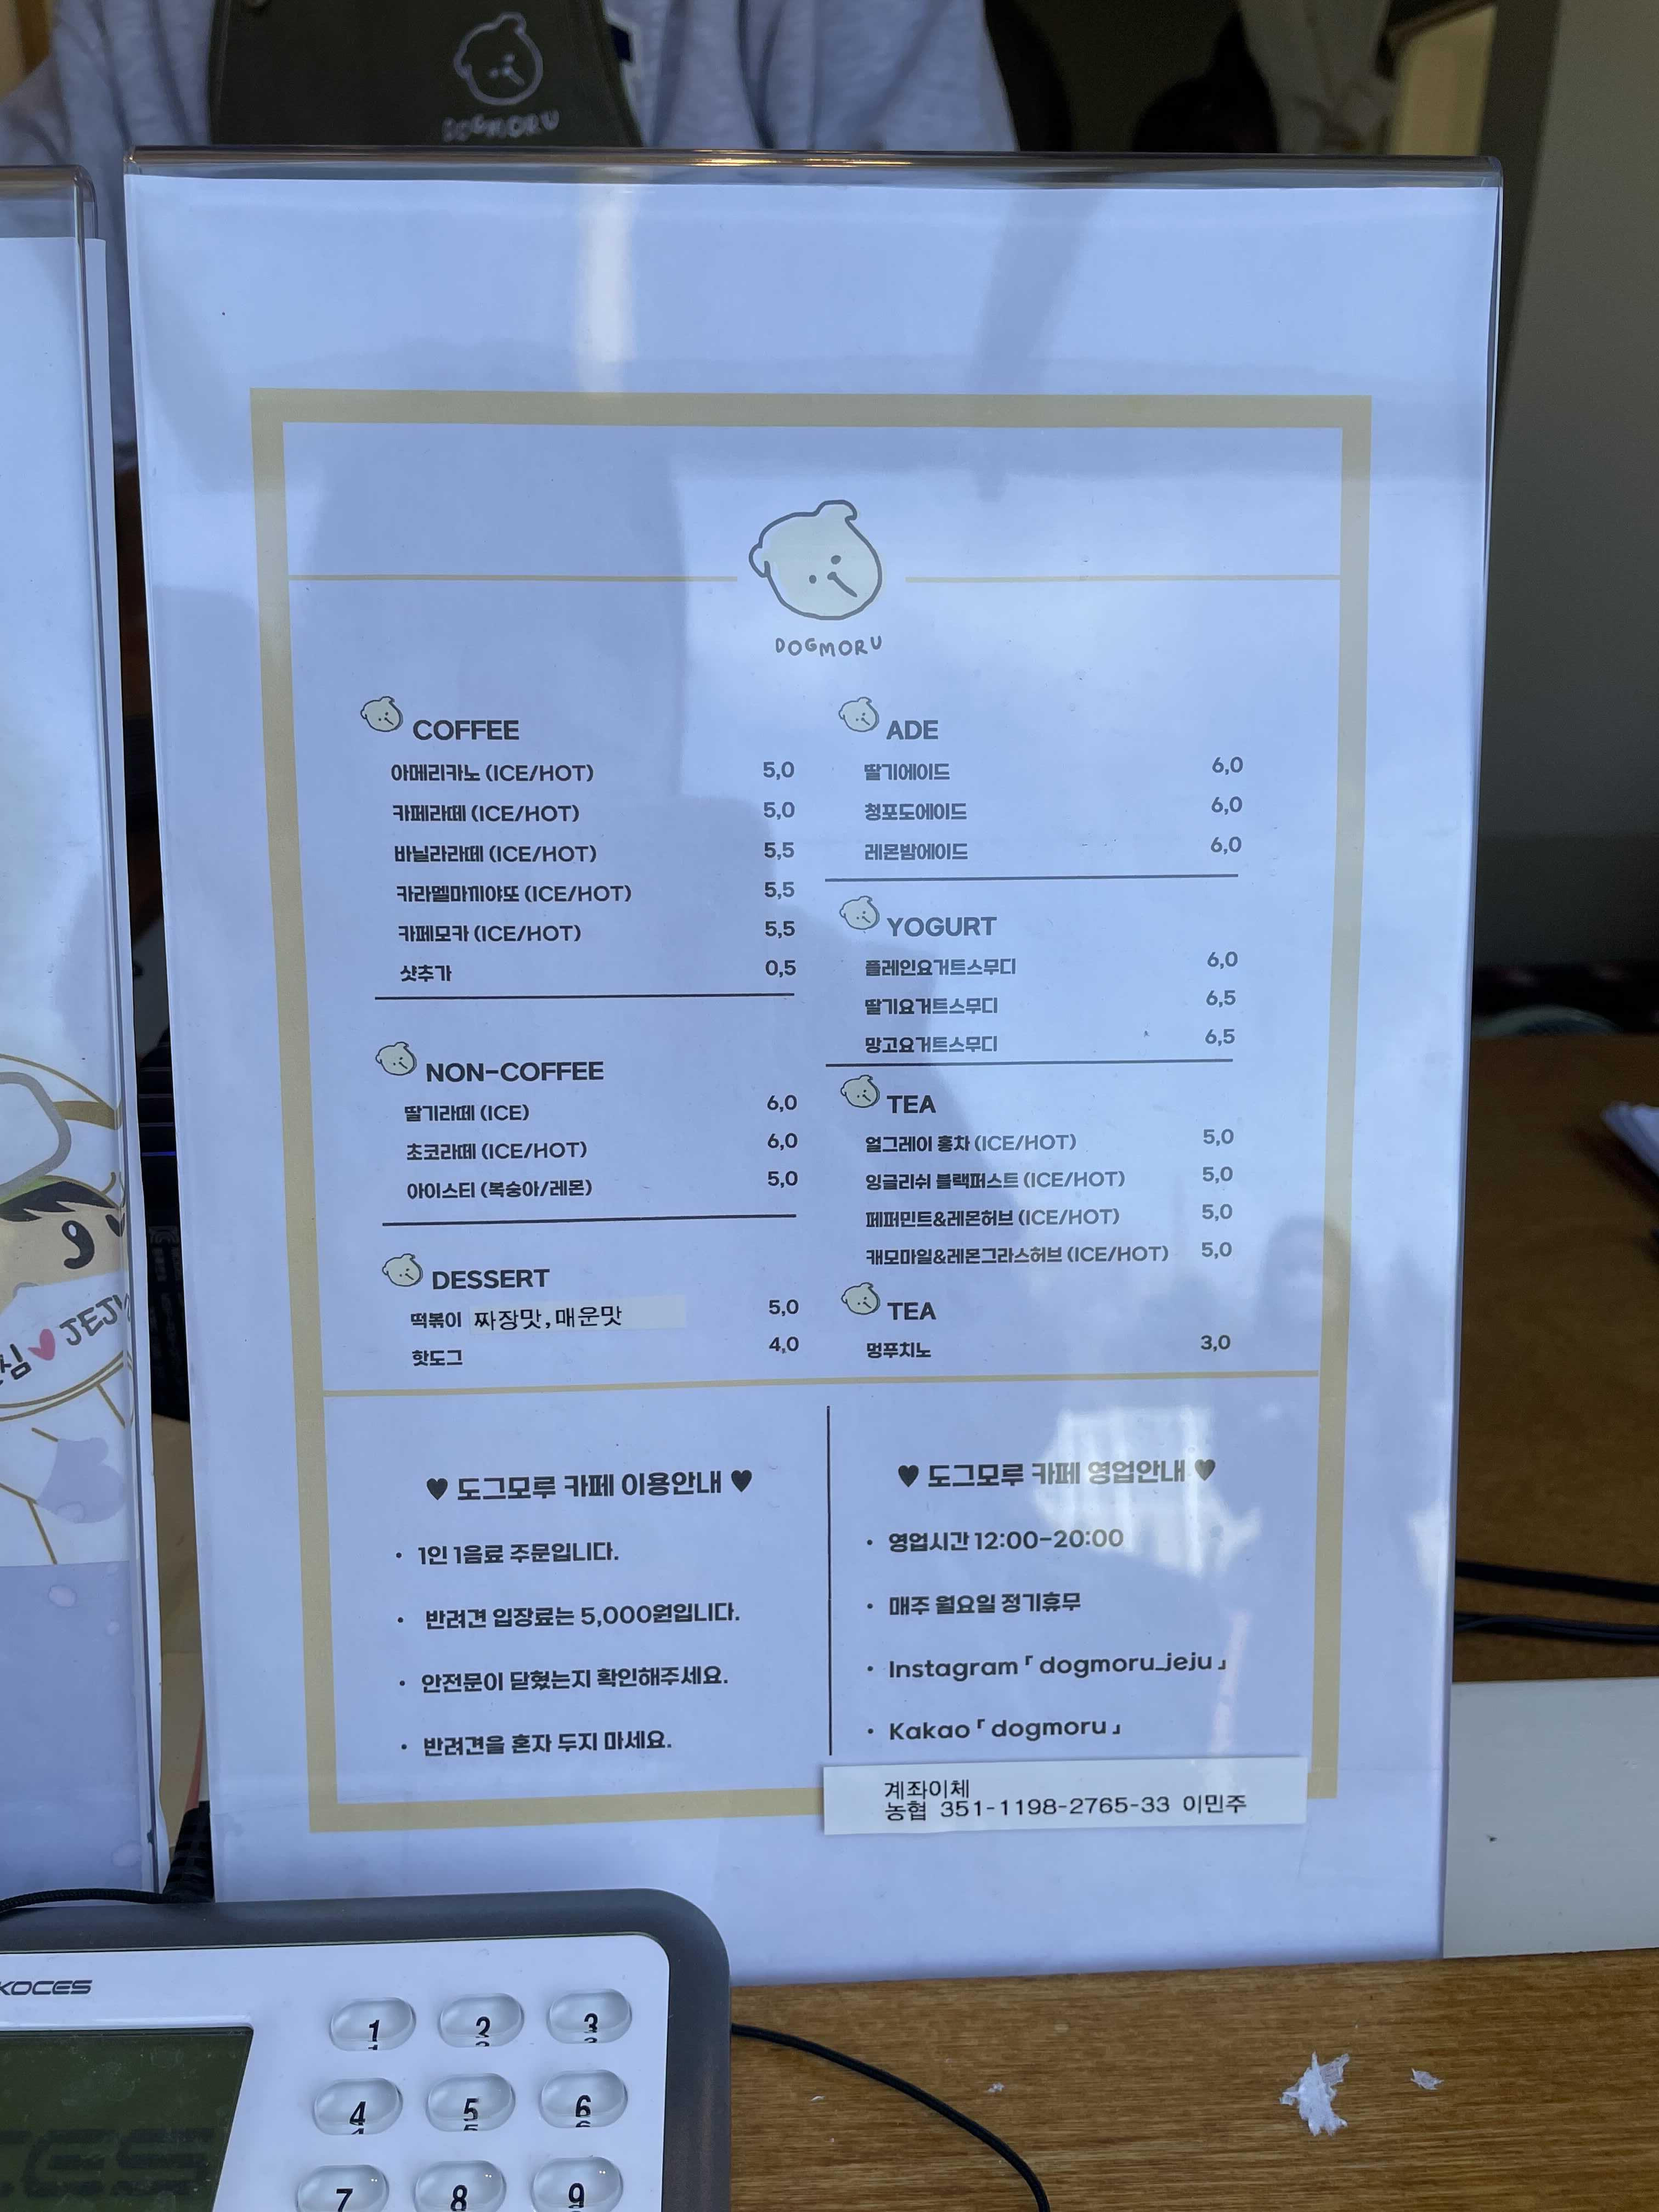 DOGMORU
DOGMORU
COFFEE
아메리카노 (ICE/HOT) 5,0
카페라떼 (ICE/HOT) 5,0
바닐라라떼 (ICE/HOT) 5,5
카라멜마끼야또 (ICE/HOT) 5,5
카페모카 (ICE/HOT) 5,5
샷추가 0,5
NON-COFFEE
딸기라떼 (ICE) 6,0
초코라떼 (ICE/HOT) 6,0
아이스티 (복숭아/레몬) 5,0
DESSERT
떡볶이 짜장맛,매운맛 5,0
핫도그 4,0
ADE
딸기에이드 6,0
청포도에이드 6,0
레몬밤에이드 6,0
YOGURT
플레인요거트스무디 6,0
딸기요거트스무디 6,5
망고요거트스무디 6,5
TEA
얼그레이 홍차 (ICE/HOT) 5,0
잉글리쉬 블랙퍼스트 (ICE/HOT) 5,0
페퍼민트&레몬허브 (ICE/HOT) 5,0
캐모마일&레몬그라스허브 (ICE/HOT) 5,0
TEA
멍푸치노 3,0
♥ 도그모루 카페 이용안내 ♥
• 1인 1음료 주문입니다.
• 반려견 입장료는 5,000원입니다.
• 안전문이 닫혔는지 확인해주세요.
• 반려견을 혼자 두지 마세요.
♥ 도그모루 카페 영업안내 ♥
• 영업시간 12:00-20:00
• 매주 월요일 정기휴무
• Instagram「 dogmoru_jeju 」
• Kakao「 dogmoru 」
계좌이체
농협 351-1198-2765-33 이민주
심♥JEJU
KOCES
1 2 3
4 5 6
7 8 9